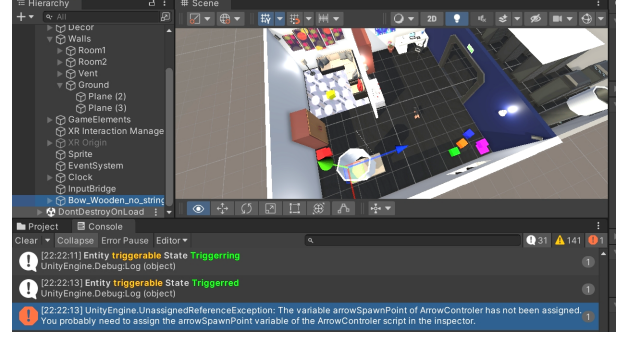 Hierarchy
Scene
All
2D
Decor
Walls
Room1
Room2
Vent
Ground
Plane (2)
Plane (3)
GameElements
XR Interaction Manage
XR Origin
Sprite
EventSystem
Clock
InputBridge
Bow_Wooden_no_string
DontDestroyOnLoad
Project Console
Clear Collapse Error Pause Editor 31 141 1
[22:22:11] Entity triggerable State Triggerring
UnityEngine.Debug:Log (object) 1
[22:22:13] Entity triggerable State Triggerred
UnityEngine.Debug:Log (object) 1
[22:22:13] UnityEngine.UnassignedReferenceException: The variable arrowSpawnPoint of ArrowControler has not been assigned.
You probably need to assign the arrowSpawnPoint variable of the ArrowControler script in the inspector. 1